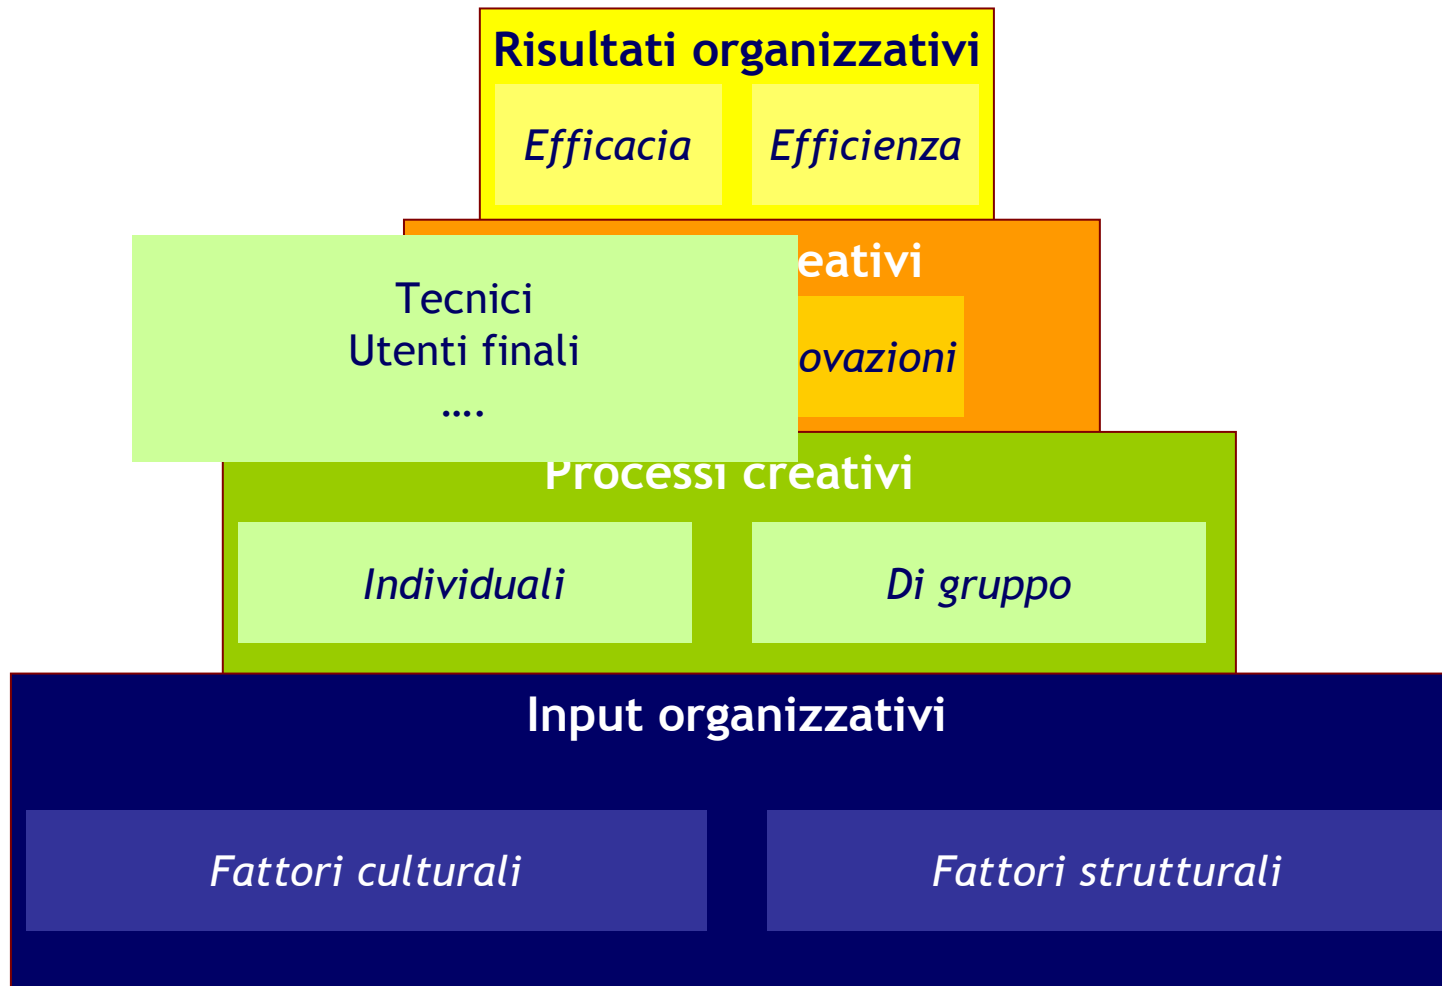 Risultati organizzativi
Efficacia
Efficienza
eativi
Tecnici
Utenti finali
....
ovazioni
Processi creativi
Individuali
Di gruppo
Input organizzativi
Fattori culturali
Fattori strutturali